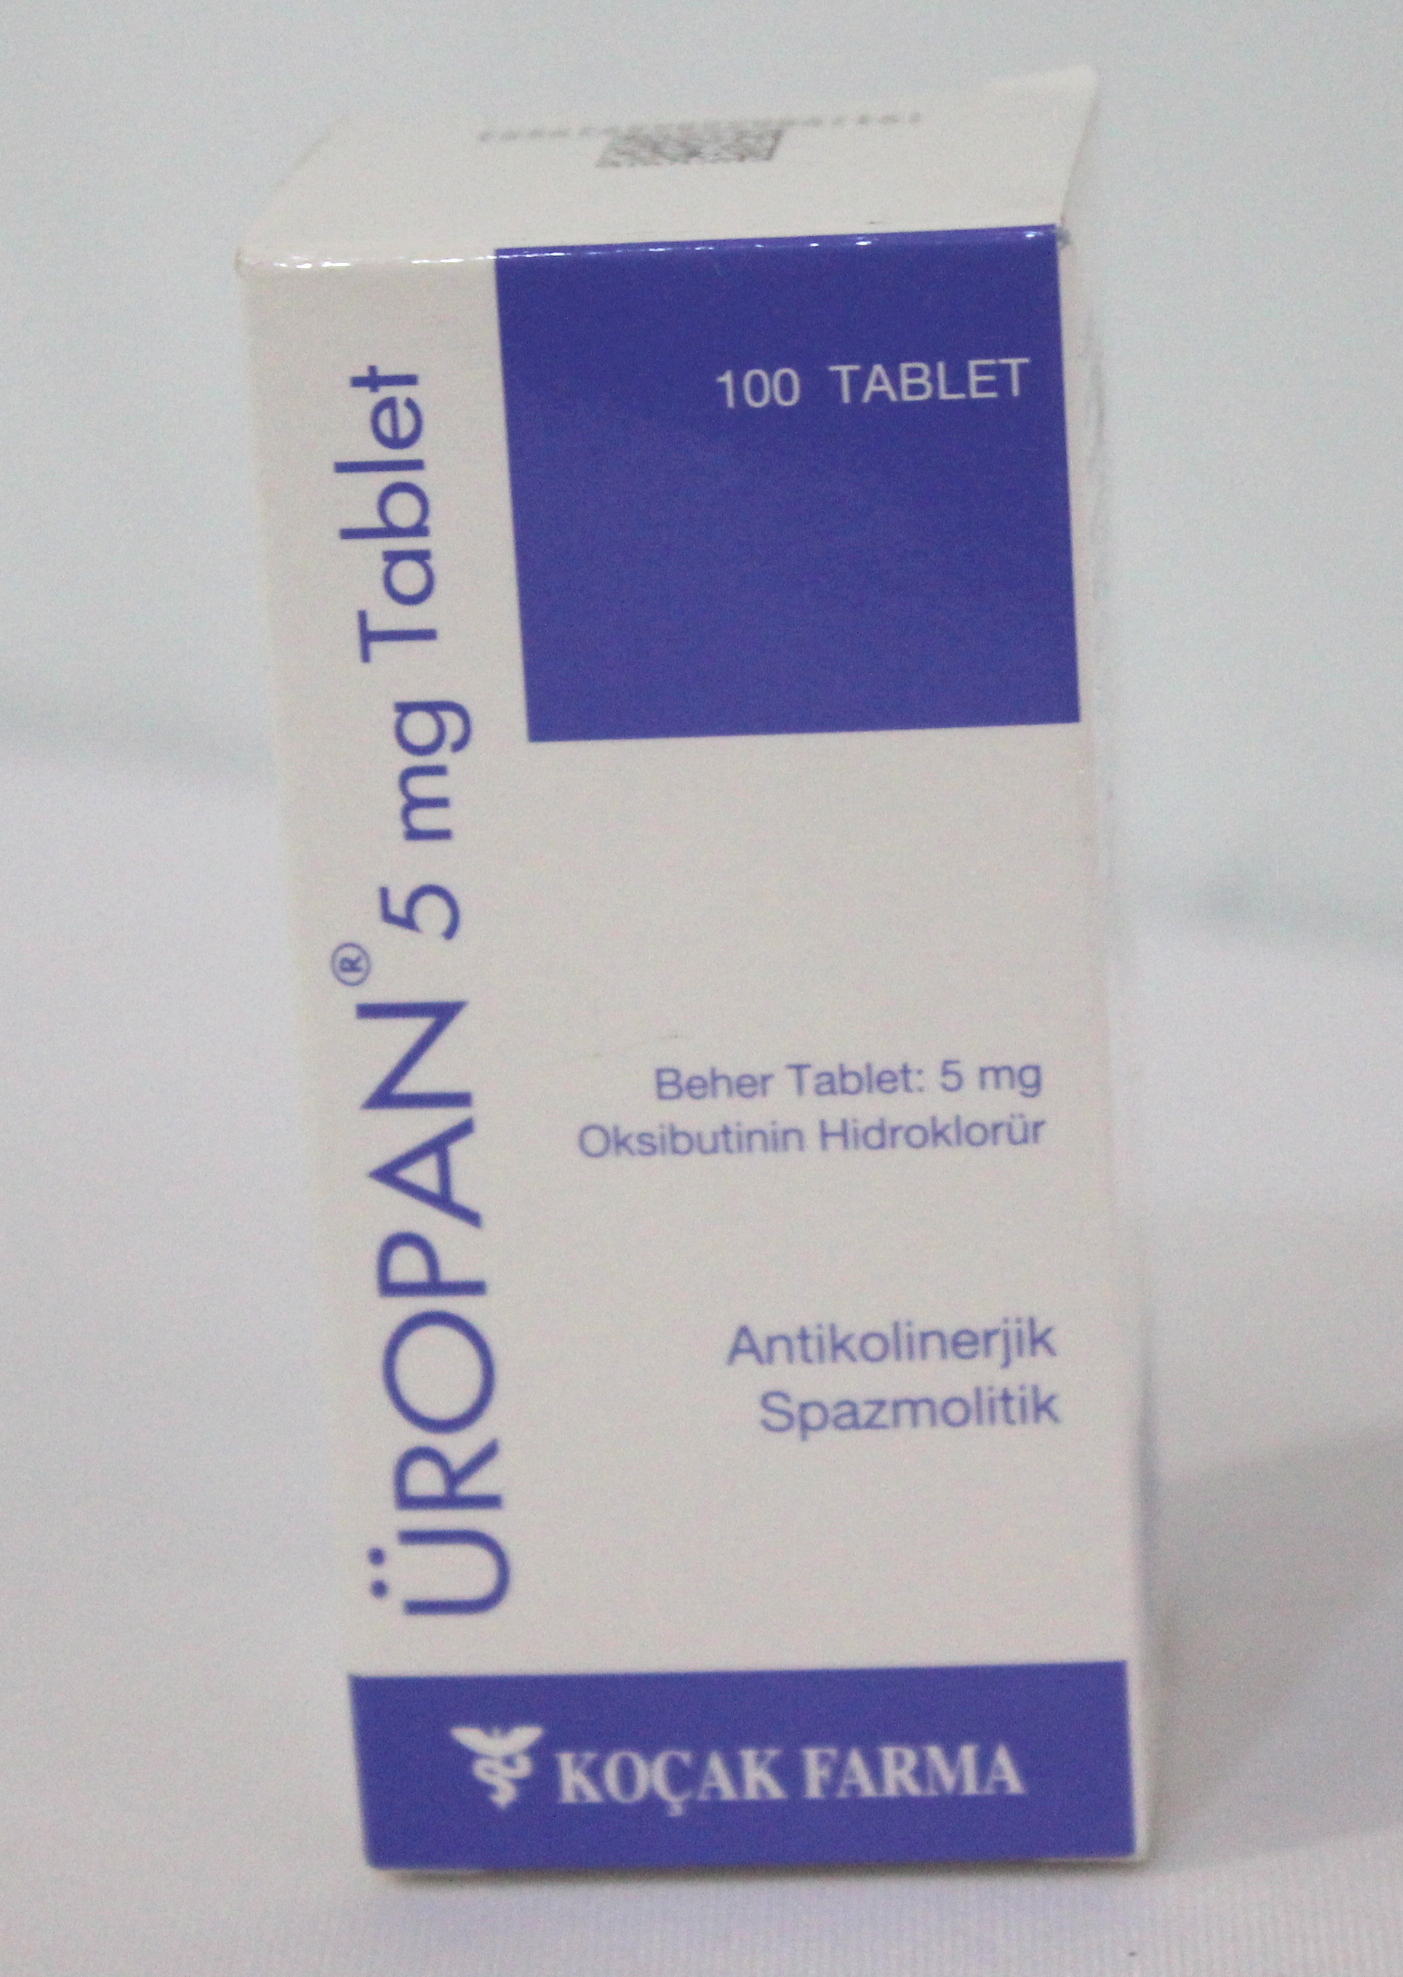 100 TABLET
ÜROPAN® 5 mg Tablet
Beher Tablet: 5 mg
Oksibutinin Hidroklorür
Antikolinerjik
Spazmolitik
KOÇAK FARMA